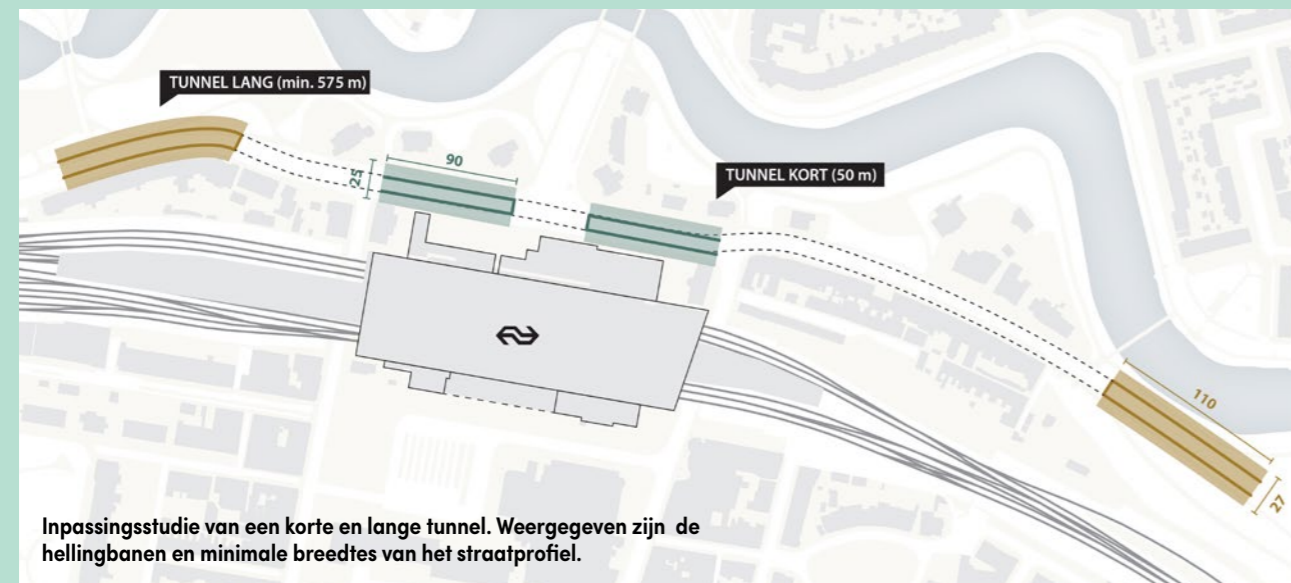 TUNNEL LANG (min. 575 m)
90
25
TUNNEL KORT (50 m)
110
27
Inpassingsstudie van een korte en lange tunnel. Weergegeven zijn de
hellingbanen en minimale breedtes van het straatprofiel.